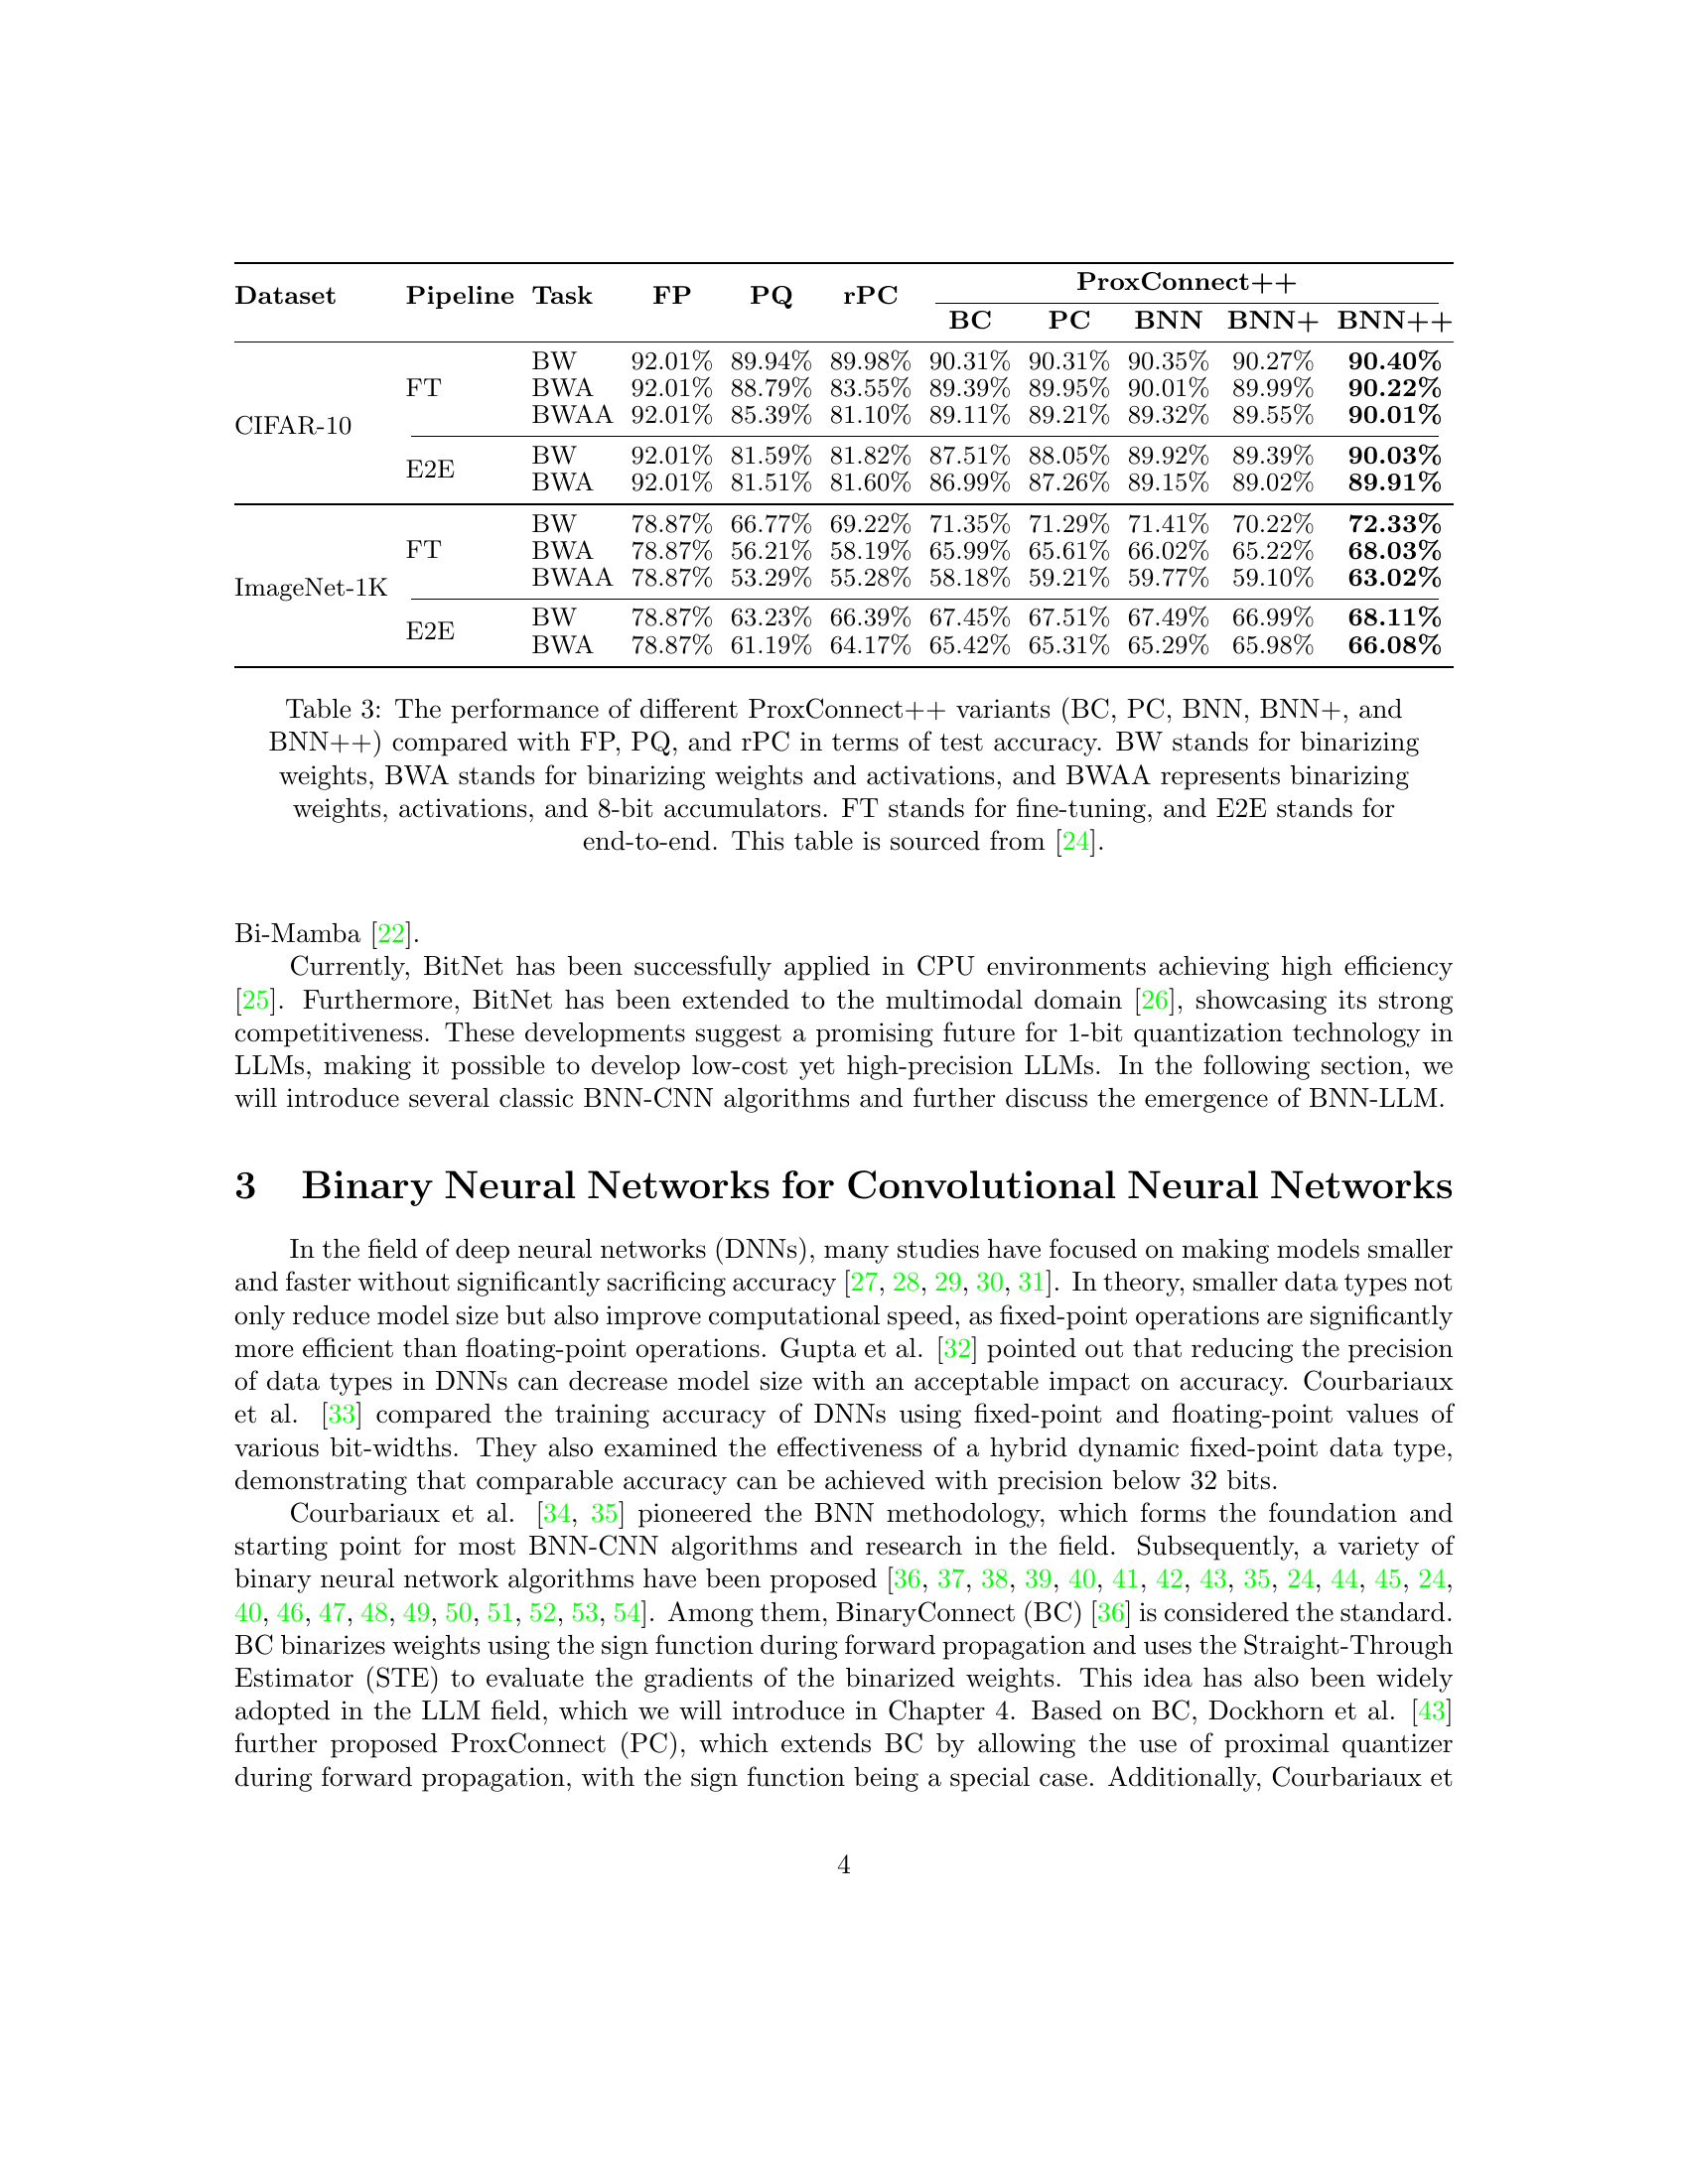 Dataset Pipeline Task FP PQ rPC ProxConnect++
BC PC BNN BNN+ BNN++
CIFAR-10 FT BW 92.01% 89.94% 89.98% 90.31% 90.31% 90.35% 90.27% 90.40%
BWA 92.01% 88.79% 83.55% 89.39% 89.95% 90.01% 89.99% 90.22%
BWAA 92.01% 85.39% 81.10% 89.11% 89.21% 89.32% 89.55% 90.01%
E2E BW 92.01% 81.59% 81.82% 87.51% 88.05% 89.92% 89.39% 90.03%
BWA 92.01% 81.51% 81.60% 86.99% 87.26% 89.15% 89.02% 89.91%
ImageNet-1K FT BW 78.87% 66.77% 69.22% 71.35% 71.29% 71.41% 70.22% 72.33%
BWA 78.87% 56.21% 58.19% 65.99% 65.61% 66.02% 65.22% 68.03%
BWAA 78.87% 53.29% 55.28% 58.18% 59.21% 59.77% 59.10% 63.02%
E2E BW 78.87% 63.23% 66.39% 67.45% 67.51% 67.49% 66.99% 68.11%
BWA 78.87% 61.19% 64.17% 65.42% 65.31% 65.29% 65.98% 66.08%
Table 3: The performance of different ProxConnect++ variants (BC, PC, BNN, BNN+, and
BNN++) compared with FP, PQ, and rPC in terms of test accuracy. BW stands for binarizing
weights, BWA stands for binarizing weights and activations, and BWAA represents binarizing
weights, activations, and 8-bit accumulators. FT stands for fine-tuning, and E2E stands for
end-to-end. This table is sourced from [24].
Bi-Mamba [22].
Currently, BitNet has been successfully applied in CPU environments achieving high efficiency
[25]. Furthermore, BitNet has been extended to the multimodal domain [26], showcasing its strong
competitiveness. These developments suggest a promising future for 1-bit quantization technology in
LLMs, making it possible to develop low-cost yet high-precision LLMs. In the following section, we
will introduce several classic BNN-CNN algorithms and further discuss the emergence of BNN-LLM.
3 Binary Neural Networks for Convolutional Neural Networks
In the field of deep neural networks (DNNs), many studies have focused on making models smaller
and faster without significantly sacrificing accuracy [27, 28, 29, 30, 31]. In theory, smaller data types not
only reduce model size but also improve computational speed, as fixed-point operations are significantly
more efficient than floating-point operations. Gupta et al. [32] pointed out that reducing the precision
of data types in DNNs can decrease model size with an acceptable impact on accuracy. Courbariaux
et al. [33] compared the training accuracy of DNNs using fixed-point and floating-point values of
various bit-widths. They also examined the effectiveness of a hybrid dynamic fixed-point data type,
demonstrating that comparable accuracy can be achieved with precision below 32 bits.
Courbariaux et al. [34, 35] pioneered the BNN methodology, which forms the foundation and
starting point for most BNN-CNN algorithms and research in the field. Subsequently, a variety of
binary neural network algorithms have been proposed [36, 37, 38, 39, 40, 41, 42, 43, 35, 24, 44, 45, 24,
40, 46, 47, 48, 49, 50, 51, 52, 53, 54]. Among them, BinaryConnect (BC) [36] is considered the standard.
BC binarizes weights using the sign function during forward propagation and uses the Straight-Through
Estimator (STE) to evaluate the gradients of the binarized weights. This idea has also been widely
adopted in the LLM field, which we will introduce in Chapter 4. Based on BC, Dockhorn et al. [43]
further proposed ProxConnect (PC), which extends BC by allowing the use of proximal quantizer
during forward propagation, with the sign function being a special case. Additionally, Courbariaux et
4